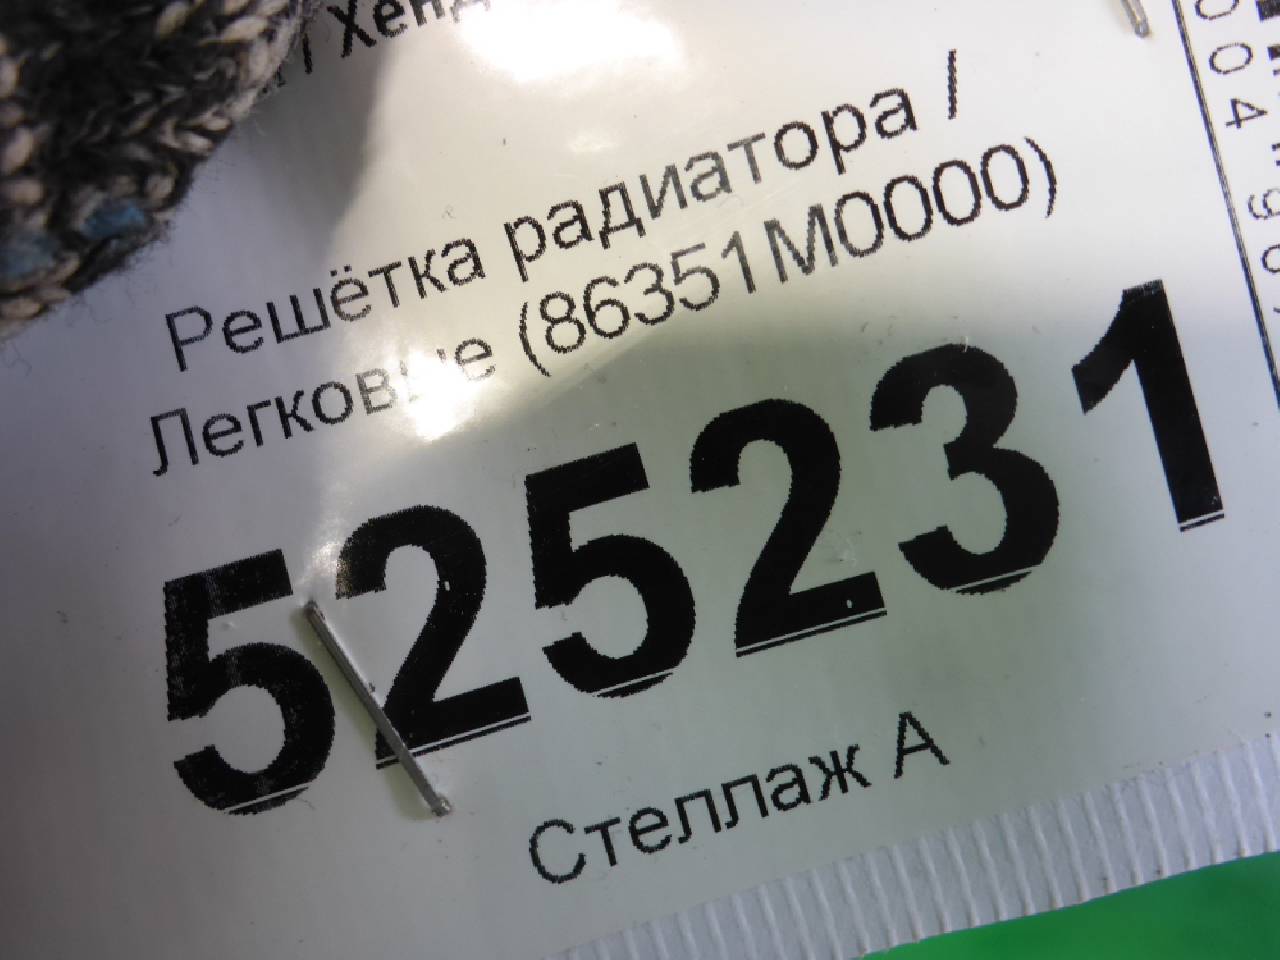 Решётка радиатора /
Легковые (86351M0000)
525231
Стеллаж А